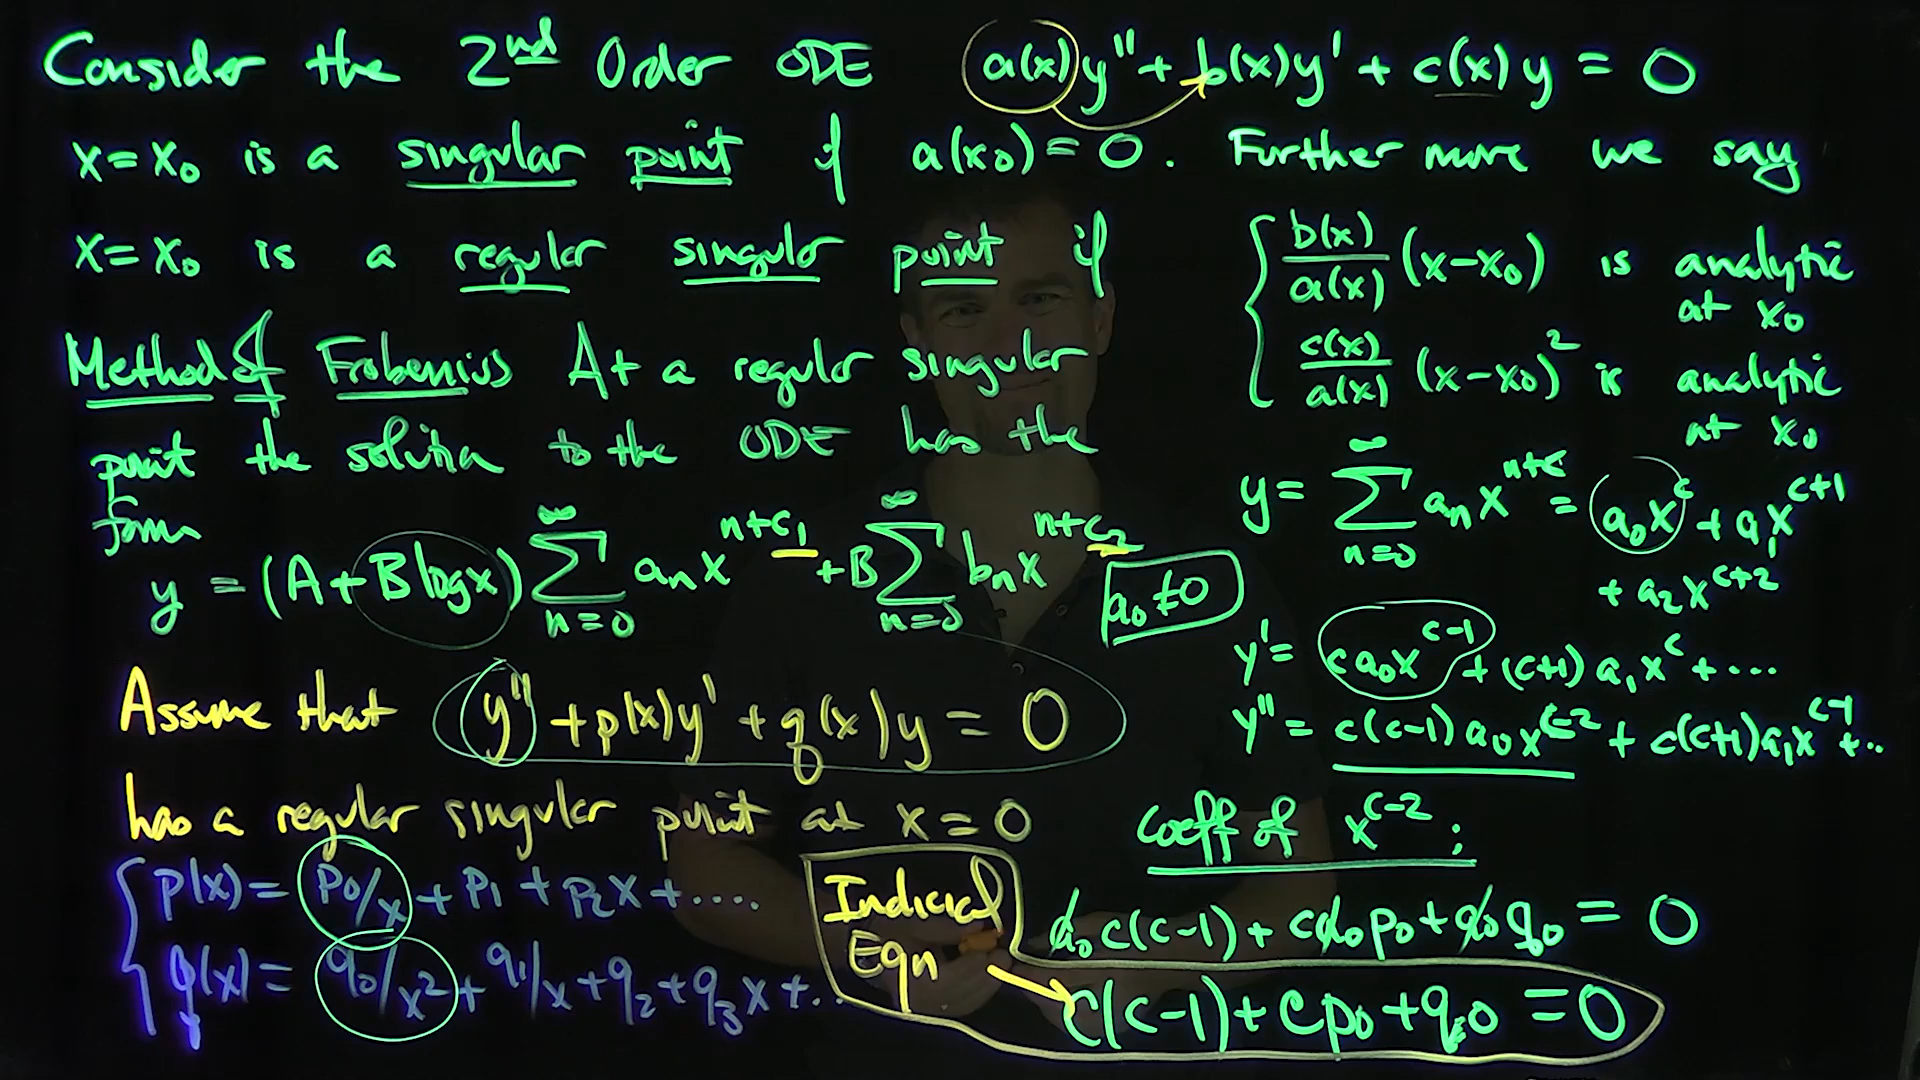 Consider the 2nd Order ODE a(x)y'' + b(x)y' + c(x)y = 0
x = x₀ is a singular point if a(x₀) = 0. Further more we say
x = x₀ is a regular singular point if
{ b(x)/a(x) (x-x₀) is analytic at x₀
c(x)/a(x) (x-x₀)² is analytic at x₀
Method of Frobenius At a regular singular
point the solution to the ODE has the
form
y = (A + B log x) ∑_{n=0}^{∞} aₙ x^{n+c₁} + B ∑_{n=0}^{∞} bₙ x^{n+c₂}
a₀ ≠ 0
y = ∑_{n=0}^{∞} aₙ x^{n+c} = a₀x^c + a₁x^{c+1}
+ a₂x^{c+2}
y' = c a₀ x^{c-1} + (c+1) a₁ x^c + ....
y'' = c(c-1) a₀ x^{c-2} + c(c+1) a₁ x^{c-1} + ..
Assume that y'' + p(x)y' + q(x)y = 0
has a regular singular point at x = 0
{ p(x) = p₀/x + p₁ + p₂x + ....
q(x) = q₀/x² + q₁/x + q₂ + q₃x + ..
coeff of x^{c-2} :
a₀ c(c-1) + c a₀ p₀ + a₀ q₀ = 0
Indicial
Eqn
c(c-1) + c p₀ + q₀ = 0